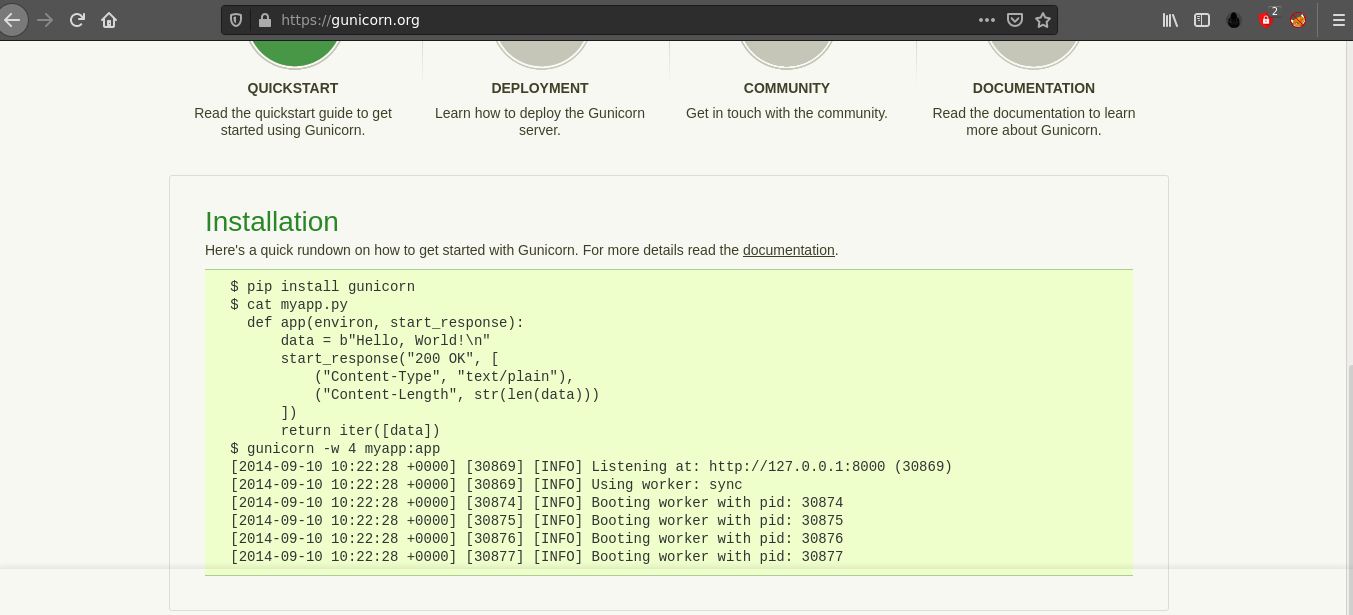 https://gunicorn.org
2
QUICKSTART
Read the quickstart guide to get
started using Gunicorn.
DEPLOYMENT
Learn how to deploy the Gunicorn
server.
COMMUNITY
Get in touch with the community.
DOCUMENTATION
Read the documentation to learn
more about Gunicorn.
Installation
Here's a quick rundown on how to get started with Gunicorn. For more details read the documentation.
$ pip install gunicorn
$ cat myapp.py
  def app(environ, start_response):
      data = b"Hello, World!\n"
      start_response("200 OK", [
          ("Content-Type", "text/plain"),
          ("Content-Length", str(len(data)))
      ])
      return iter([data])
$ gunicorn -w 4 myapp:app
[2014-09-10 10:22:28 +0000] [30869] [INFO] Listening at: http://127.0.0.1:8000 (30869)
[2014-09-10 10:22:28 +0000] [30869] [INFO] Using worker: sync
[2014-09-10 10:22:28 +0000] [30874] [INFO] Booting worker with pid: 30874
[2014-09-10 10:22:28 +0000] [30875] [INFO] Booting worker with pid: 30875
[2014-09-10 10:22:28 +0000] [30876] [INFO] Booting worker with pid: 30876
[2014-09-10 10:22:28 +0000] [30877] [INFO] Booting worker with pid: 30877